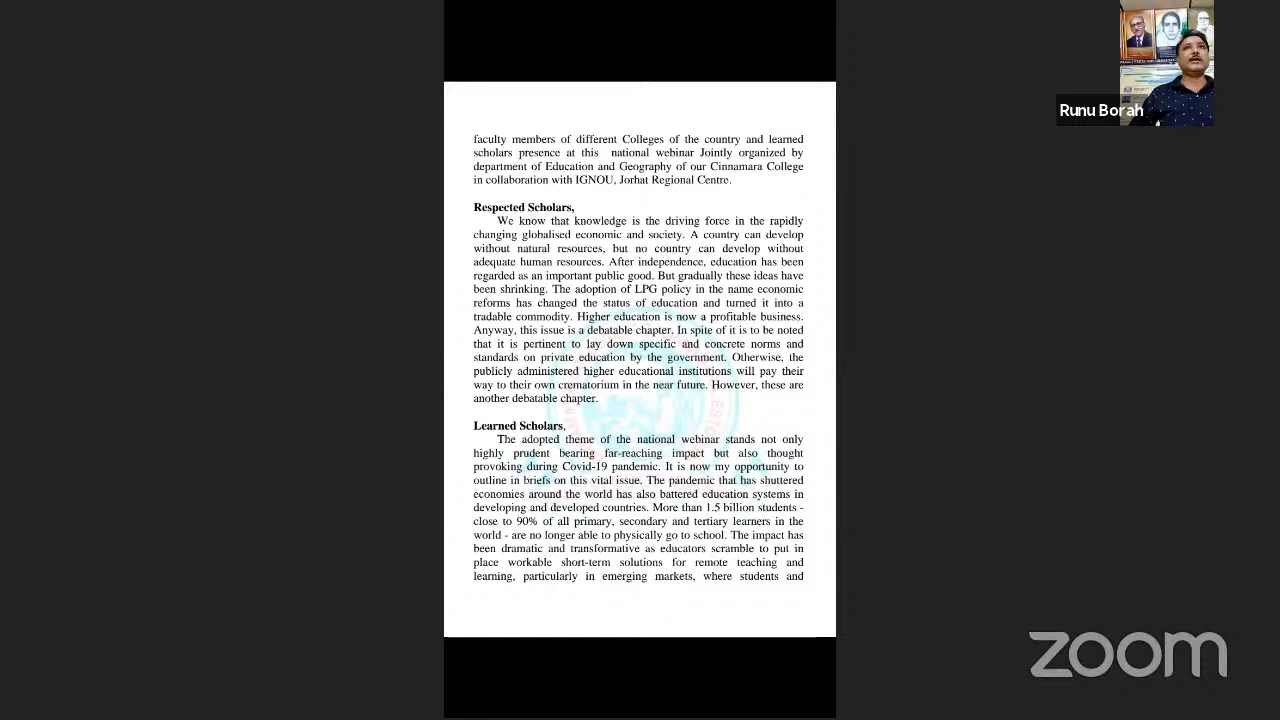 faculty members of different Colleges of the country and learned
scholars presence at this national webinar Jointly organized by
department of Education and Geography of our Cinnamara College
in collaboration with IGNOU, Jorhat Regional Centre.
Respected Scholars,
We know that knowledge is the driving force in the rapidly
changing globalised economic and society. A country can develop
without natural resources, but no country can develop without
adequate human resources. After independence, education has been
regarded as an important public good. But gradually these ideas have
been shrinking. The adoption of LPG policy in the name economic
reforms has changed the status of education and turned it into a
tradable commodity. Higher education is now a profitable business.
Anyway, this issue is a debatable chapter. In spite of it is to be noted
that it is pertinent to lay down specific and concrete norms and
standards on private education by the government. Otherwise, the
publicly administered higher educational institutions will pay their
way to their own crematorium in the near future. However, these are
another debatable chapter.
Learned Scholars,
The adopted theme of the national webinar stands not only
highly prudent bearing far-reaching impact but also thought
provoking during Covid-19 pandemic. It is now my opportunity to
outline in briefs on this vital issue. The pandemic that has shuttered
economies around the world has also battered education systems in
developing and developed countries. More than 1.5 billion students -
close to 90% of all primary, secondary and tertiary learners in the
world - are no longer able to physically go to school. The impact has
been dramatic and transformative as educators scramble to put in
place workable short-term solutions for remote teaching and
learning, particularly in emerging markets, where students and
Runu Borah
zoom